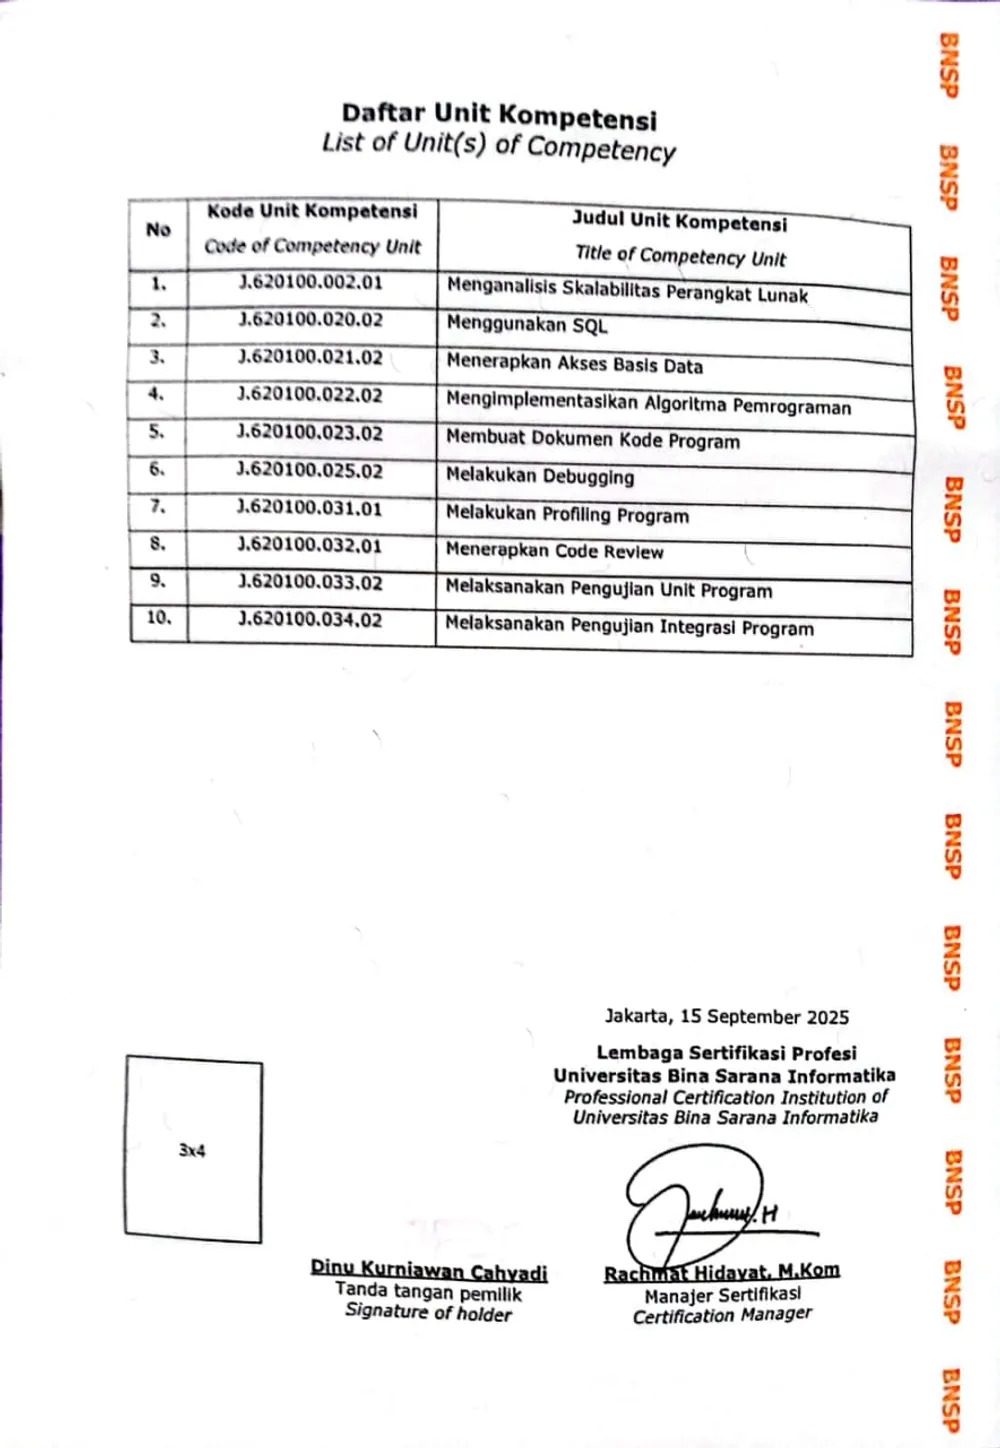 Daftar Unit Kompetensi
List of Unit(s) of Competency
No Kode Unit Kompetensi Judul Unit Kompetensi
Code of Competency Unit Title of Competency Unit
1. J.620100.002.01 Menganalisis Skalabilitas Perangkat Lunak
2. J.620100.020.02 Menggunakan SQL
3. J.620100.021.02 Menerapkan Akses Basis Data
4. J.620100.022.02 Mengimplementasikan Algoritma Pemrograman
5. J.620100.023.02 Membuat Dokumen Kode Program
6. J.620100.025.02 Melakukan Debugging
7. J.620100.031.01 Melakukan Profiling Program
8. J.620100.032.01 Menerapkan Code Review
9. J.620100.033.02 Melaksanakan Pengujian Unit Program
10. J.620100.034.02 Melaksanakan Pengujian Integrasi Program
Jakarta, 15 September 2025
Lembaga Sertifikasi Profesi
Universitas Bina Sarana Informatika
Professional Certification Institution of
Universitas Bina Sarana Informatika
3x4
Dinu Kurniawan Cahyadi
Tanda tangan pemilik
Signature of holder
Rachmat Hidayat, M.Kom
Manajer Sertifikasi
Certification Manager
BNSP
BNSP
BNSP
BNSP
BNSP
BNSP
BNSP
BNSP
BNSP
BNSP
BNSP
BNSP
BNSP